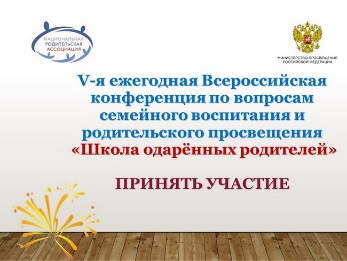 НАЦИОНАЛЬНАЯ
РОДИТЕЛЬСКАЯ
АССОЦИАЦИЯ
МИНИСТЕРСТВО ПРОСВЕЩЕНИЯ
РОССИЙСКОЙ ФЕДЕРАЦИИ
V-я ежегодная Всероссийская
конференция по вопросам
семейного воспитания и
родительского просвещения
«Школа одарённых родителей»
ПРИНЯТЬ УЧАСТИЕ